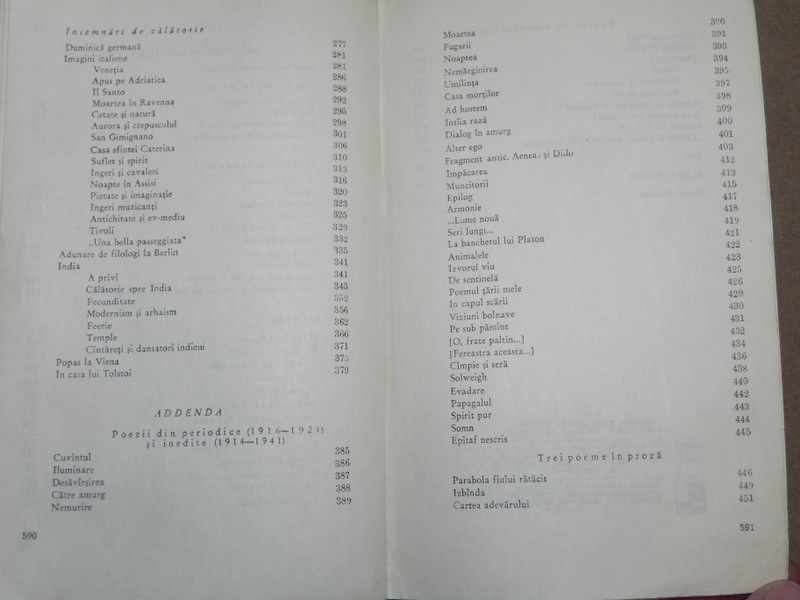 Insemnări de călătorie
Duminică germană 277
Imagini italiene 281
Veneția 281
Apus pe Adriatica 286
Il Santo 288
Moartea în Ravenna 292
Cetate și natură 295
Aurora și crepusculul 298
San Gimignano 301
Casa sfintei Caterina 306
Suflet și spirit 310
Ingeri și cavaleri 313
Noapte în Assisi 316
Pietate și imaginație 320
Ingeri muzicanți 323
Antichitate și ev-mediu 325
Tivoli 329
„Una bella passeggiata" 332
Adunare de filologi la Berlin 335
India 341
A privi 341
Călătorie spre India 343
Fecunditate 352
Modernism și arhaism 356
Feerie 362
Temple 366
Cîntăreți și dansatori indieni 371
Popas la Viena 375
In casa lui Tolstoi 379
ADDENDA
Poezii din periodice (1916—1920)
și inedite (1914—1941)
Cuvîntul 385
Iluminare 386
Desăvîrșirea 387
Către amurg 388
Nemurire 389
590
Moartea 390
Fugarii 391
Noaptea 393
Nemărginirea 394
Umilința 395
Casa morților 397
Ad hostem 398
Intîia rază 399
Dialog în amurg 400
Alter ego 401
Fragment antic. Aeneas și Dido 403
Impăcarea 412
Muncitorii 413
Epilog 415
Armonie 417
...Lume nouă 418
Seri lungi... 419
La banchetul lui Platon 421
Animalele 422
Izvorul viu 423
De sentinelă 425
Poemul țării mele 426
In capul scării 429
Viziuni bolnave 430
Pe sub pămînt 431
[O, frate paltin...] 432
[Fereastra aceasta...] 434
Cîmpie și seră 436
Solweigh 438
Evadare 440
Papagalul 442
Spirit pur 443
Somn 444
Epitaf nescris 445
Trei poeme în proză
Parabola fiului rătăcit 446
Izbînda 449
Cartea adevărului 451
591